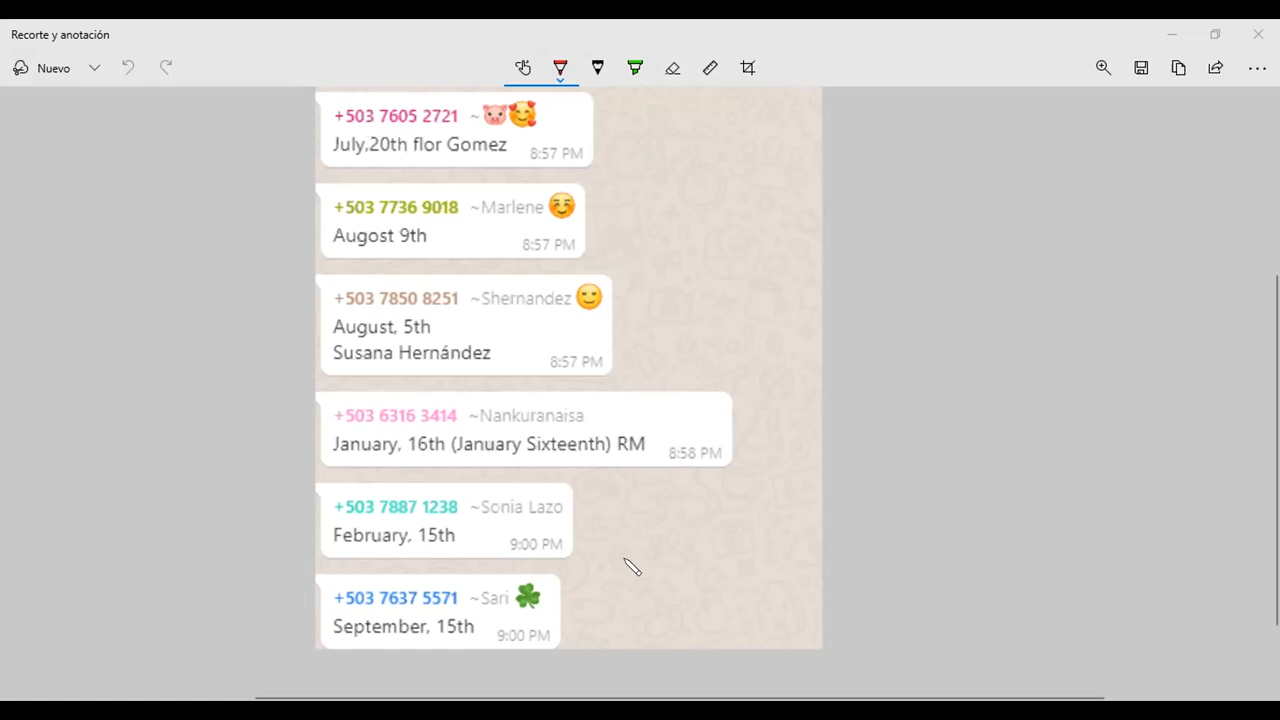 Recorte y anotación
Nuevo
+503 7605 2721 ~🐷🥰
July,20th flor Gomez 8:57 PM
+503 7736 9018 ~Marlene ☺️
Augost 9th 8:57 PM
+503 7850 8251 ~Shernandez 😌
August, 5th
Susana Hernández 8:57 PM
+503 6316 3414 ~Nankuranaisa
January, 16th (January Sixteenth) RM 8:58 PM
+503 7887 1238 ~Sonia Lazo
February, 15th 9:00 PM
+503 7637 5571 ~Sari ☘️
September, 15th 9:00 PM